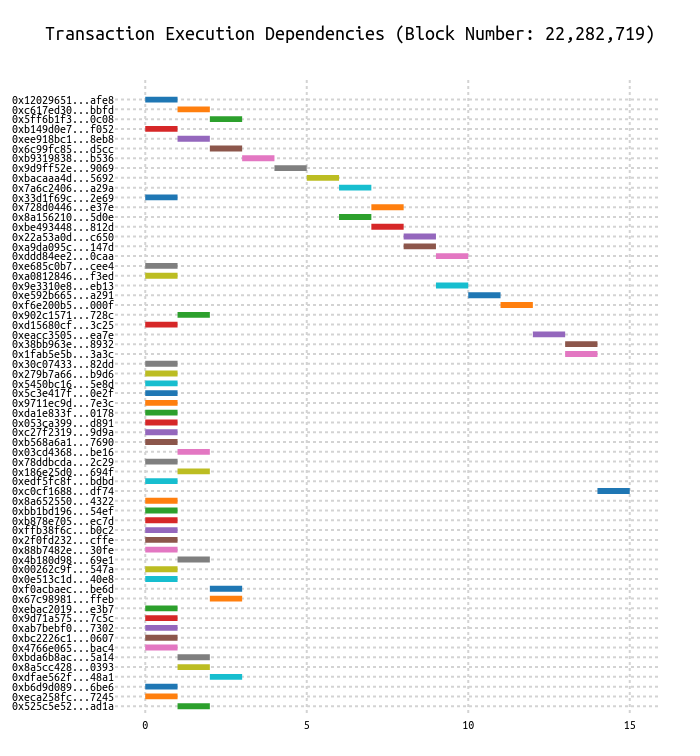 Transaction Execution Dependencies (Block Number: 22,282,719)
0x12029651...afe8
0xc617ed30...bbfd
0x5ff6b1f3...0c08
0xb149d0e7...f052
0xee918bc1...8eb8
0x6c99fc85...d5cc
0xb9319838...b536
0x9d9ff52e...9069
0xbacaaa4d...5692
0x7a6c2406...a29a
0x33d1f69c...2e69
0x728d0446...e37e
0x8a156210...5d0e
0xbe493448...812d
0x22a53a0d...c650
0xa9da095c...147d
0xddd84ee2...0caa
0xe685c0b7...cee4
0xa0812846...f3ed
0x9e3310e8...eb13
0xe592b665...a291
0xf6e200b5...000f
0x902c1571...728c
0xd15680cf...3c25
0xeacc3505...ea7e
0x38bb963e...8932
0x1fab5e5b...3a3c
0x30c07433...82dd
0x279b7a66...b9d6
0x5450bc16...5e8d
0x5c3e417f...0e2f
0x9711ec9d...7e3c
0xda1e833f...0178
0x053ca399...d891
0xc27f2319...9d9a
0xb568a6a1...7690
0x03cd4368...be16
0x78ddbcda...2c29
0x186e25d0...694f
0xedf5fc8f...bdbd
0xc0cf1688...df74
0x8a652550...4322
0xbb1bd196...54ef
0xb878e705...ec7d
0xffb38f6c...b0c2
0x2f0fd232...cffe
0x88b7482e...30fe
0x4b180d98...69e1
0x00262c9f...547a
0x0e513c1d...40e8
0xf0acbaec...be6d
0x67c98981...ffeb
0xebac2019...e3b7
0x9d71a575...7c5c
0xab7bebf0...7302
0xbc2226c1...0607
0x4766e065...bac4
0xbda6b8ac...5a14
0x8a5cc428...0393
0xdfae562f...48a1
0xb6d9d089...6be6
0xeca258fc...7245
0x525c5e52...ad1a
0 5 10 15